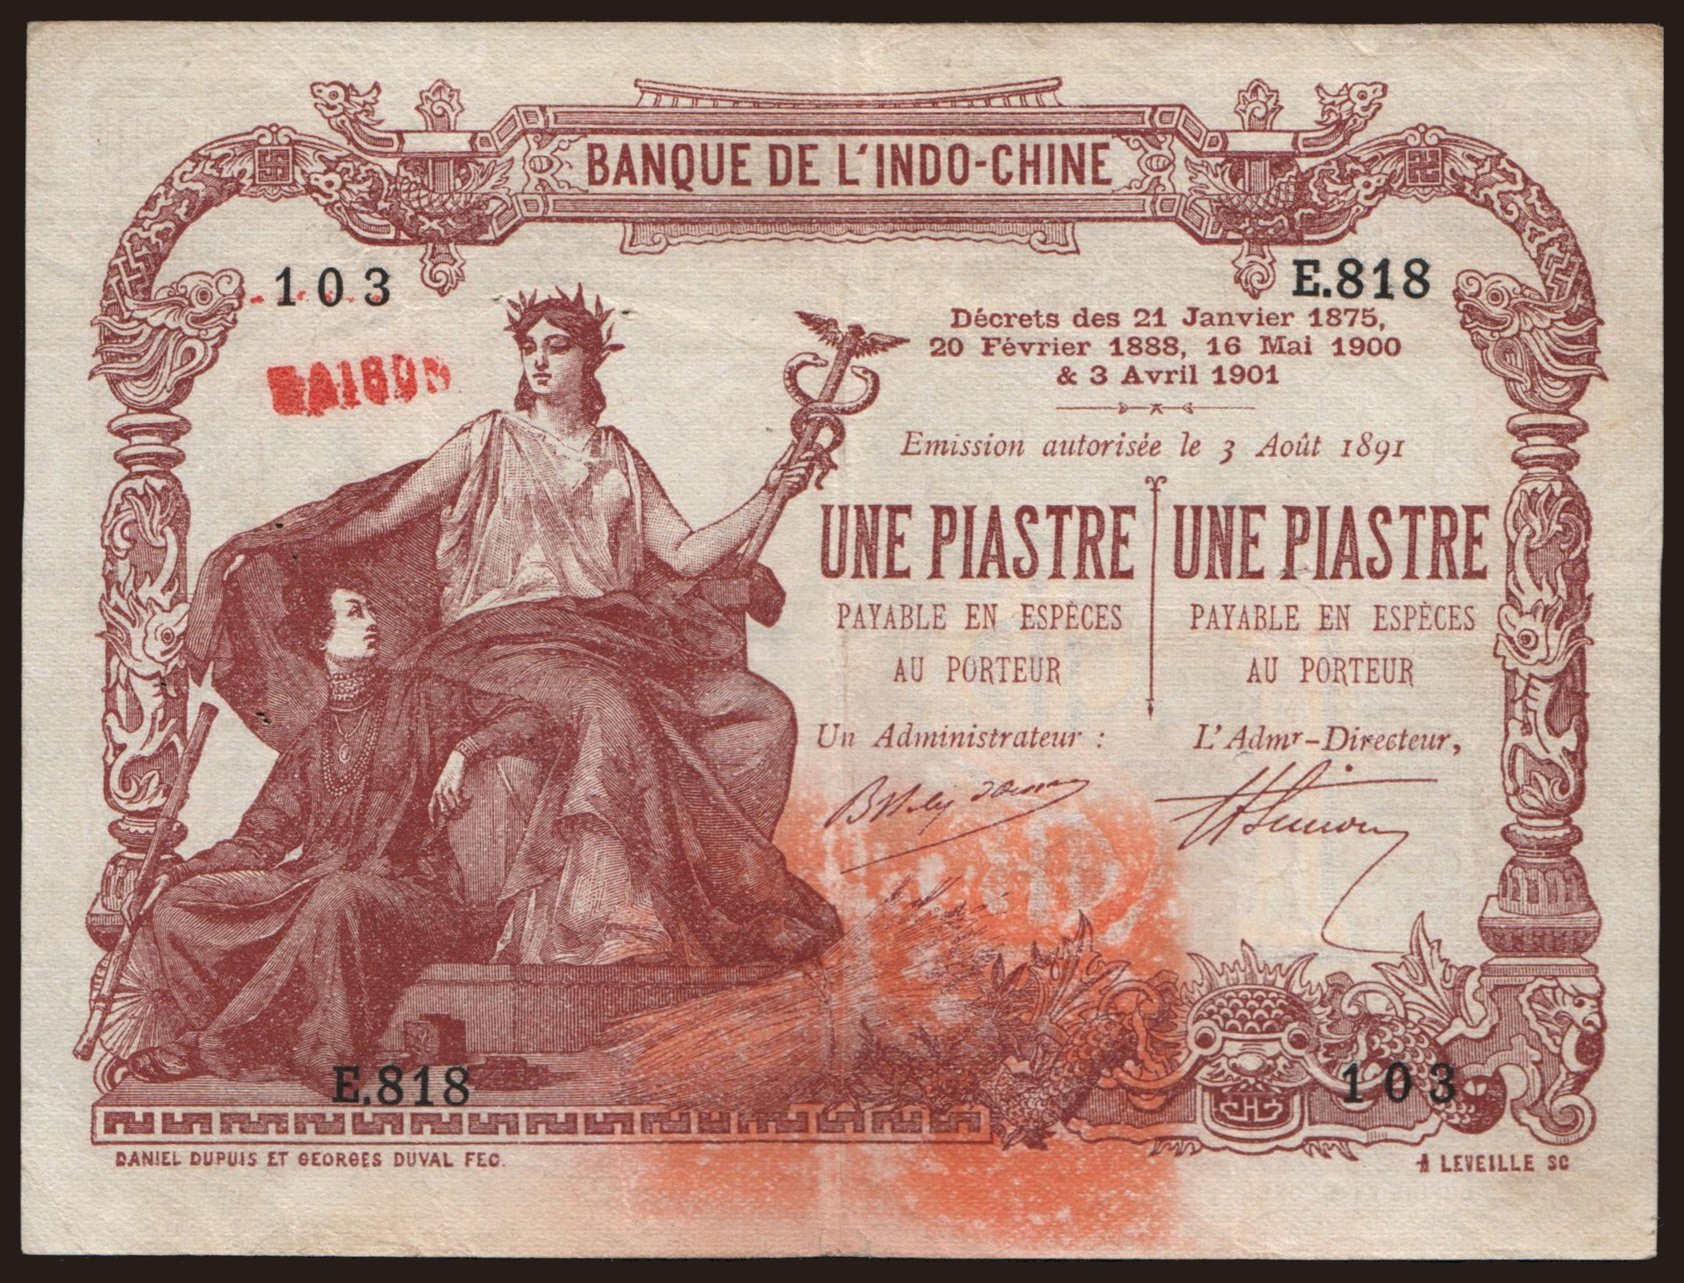 BANQUE DE L'INDO-CHINE
103
E.818
Décrets des 21 Janvier 1875,
20 Février 1888, 16 Mai 1900
& 3 Avril 1901
SAIGON
Emission autorisée le 3 Août 1891
UNE PIASTRE
PAYABLE EN ESPÈCES
AU PORTEUR
Un Administrateur :
UNE PIASTRE
PAYABLE EN ESPÈCES
AU PORTEUR
L'Admr-Directeur,
E.818
103
DANIEL DUPUIS ET GEORGES DUVAL FEC.
A LEVEILLE SC